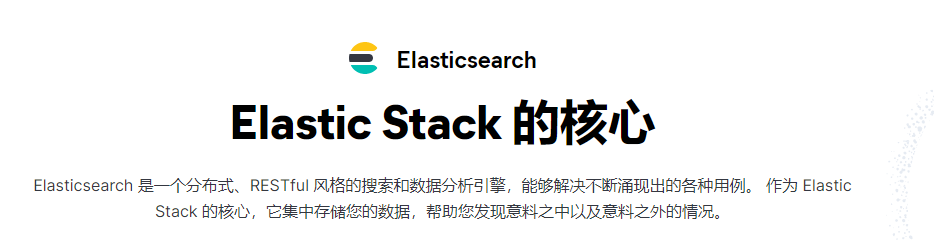 Elasticsearch
Elastic Stack 的核心
Elasticsearch 是一个分布式、RESTful 风格的搜索和数据分析引擎，能够解决不断涌现出的各种用例。 作为 Elastic
Stack 的核心，它集中存储您的数据，帮助您发现意料之中以及意料之外的情况。